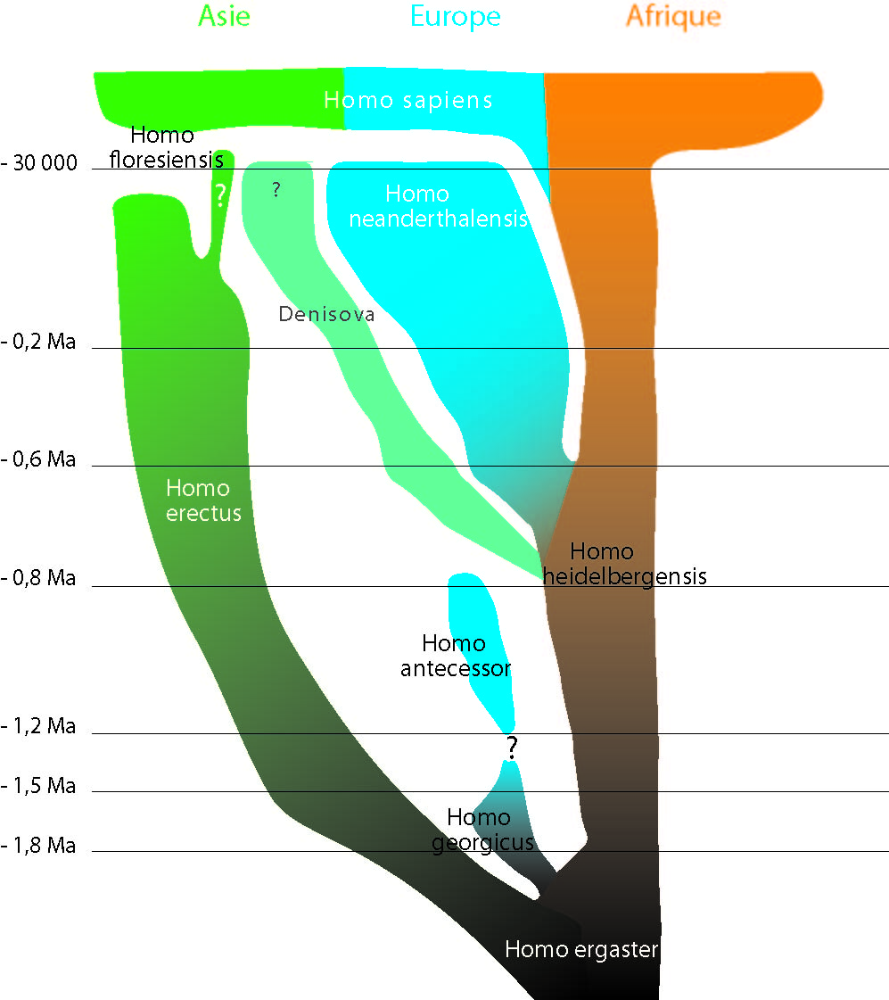 Asie
Europe
Afrique
Homo sapiens
Homo
floresiensis
- 30 000
?
?
Homo
neanderthalensis
Denisova
- 0,2 Ma
- 0,6 Ma
Homo
erectus
Homo
heidelbergensis
- 0,8 Ma
Homo
antecessor
- 1,2 Ma
?
- 1,5 Ma
Homo
georgicus
- 1,8 Ma
Homo ergaster